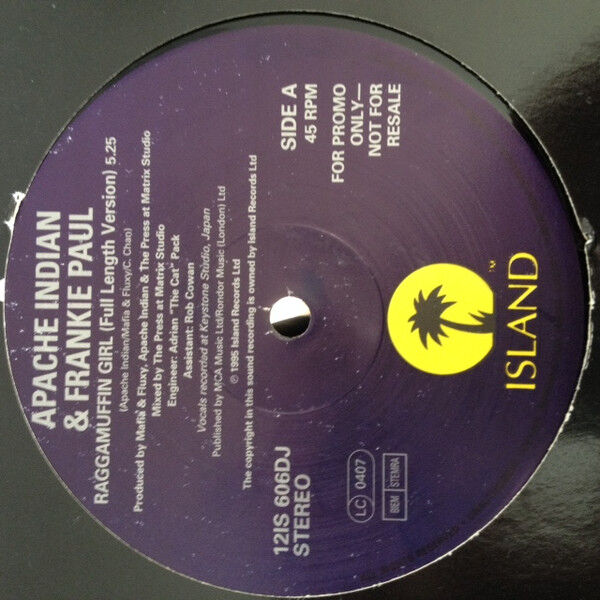 APACHE INDIAN
& FRANKIE PAUL
RAGGAMUFFIN GIRL (Full Length Version) 5.25
(Apache Indian/Mafia & Fluxy/C. Chao)
Produced by Mafia & Fluxy, Apache Indian & The Press at Matrix Studio
Mixed by The Press at Matrix Studio
Engineer: Adrian "The Cat" Pack
Assistant: Rob Cowan
Vocals recorded at Keystone Studio, Japan
Published by MCA Music Ltd/Rondor Music (London) Ltd
℗ 1995 Island Records Ltd
The copyright in this sound recording is owned by Island Records Ltd
12IS 606DJ
STEREO
LC 0407
BIEM STEMRA
SIDE A
45 RPM
FOR PROMO
ONLY—
NOT FOR
RESALE
ISLAND™